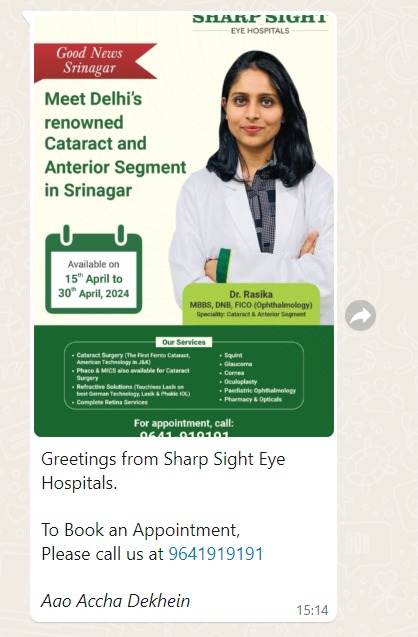 SHARP SIGHT
EYE HOSPITALS
Good News
Srinagar
Meet Delhi's
renowned
Cataract and
Anterior Segment
in Srinagar
Available on
15th April to
30th April, 2024
Dr. Rasika
MBBS, DNB, FICO (Ophthalmology)
Speciality: Cataract & Anterior Segment
Our Services
• Cataract Surgery (The First Femto Cataract,
American Technology in J&K)
• Phaco & MICS also available for Cataract
Surgery
• Refractive Solutions (Touchless Lasik on
best German Technology, Lasik & Phakic IOL)
• Complete Retina Services
• Squint
• Glaucoma
• Cornea
• Oculoplasty
• Paediatric Ophthalmology
• Pharmacy & Opticals
For appointment, call:
9641-919191
Greetings from Sharp Sight Eye
Hospitals.
To Book an Appointment,
Please call us at 9641919191
Aao Accha Dekhein
15:14